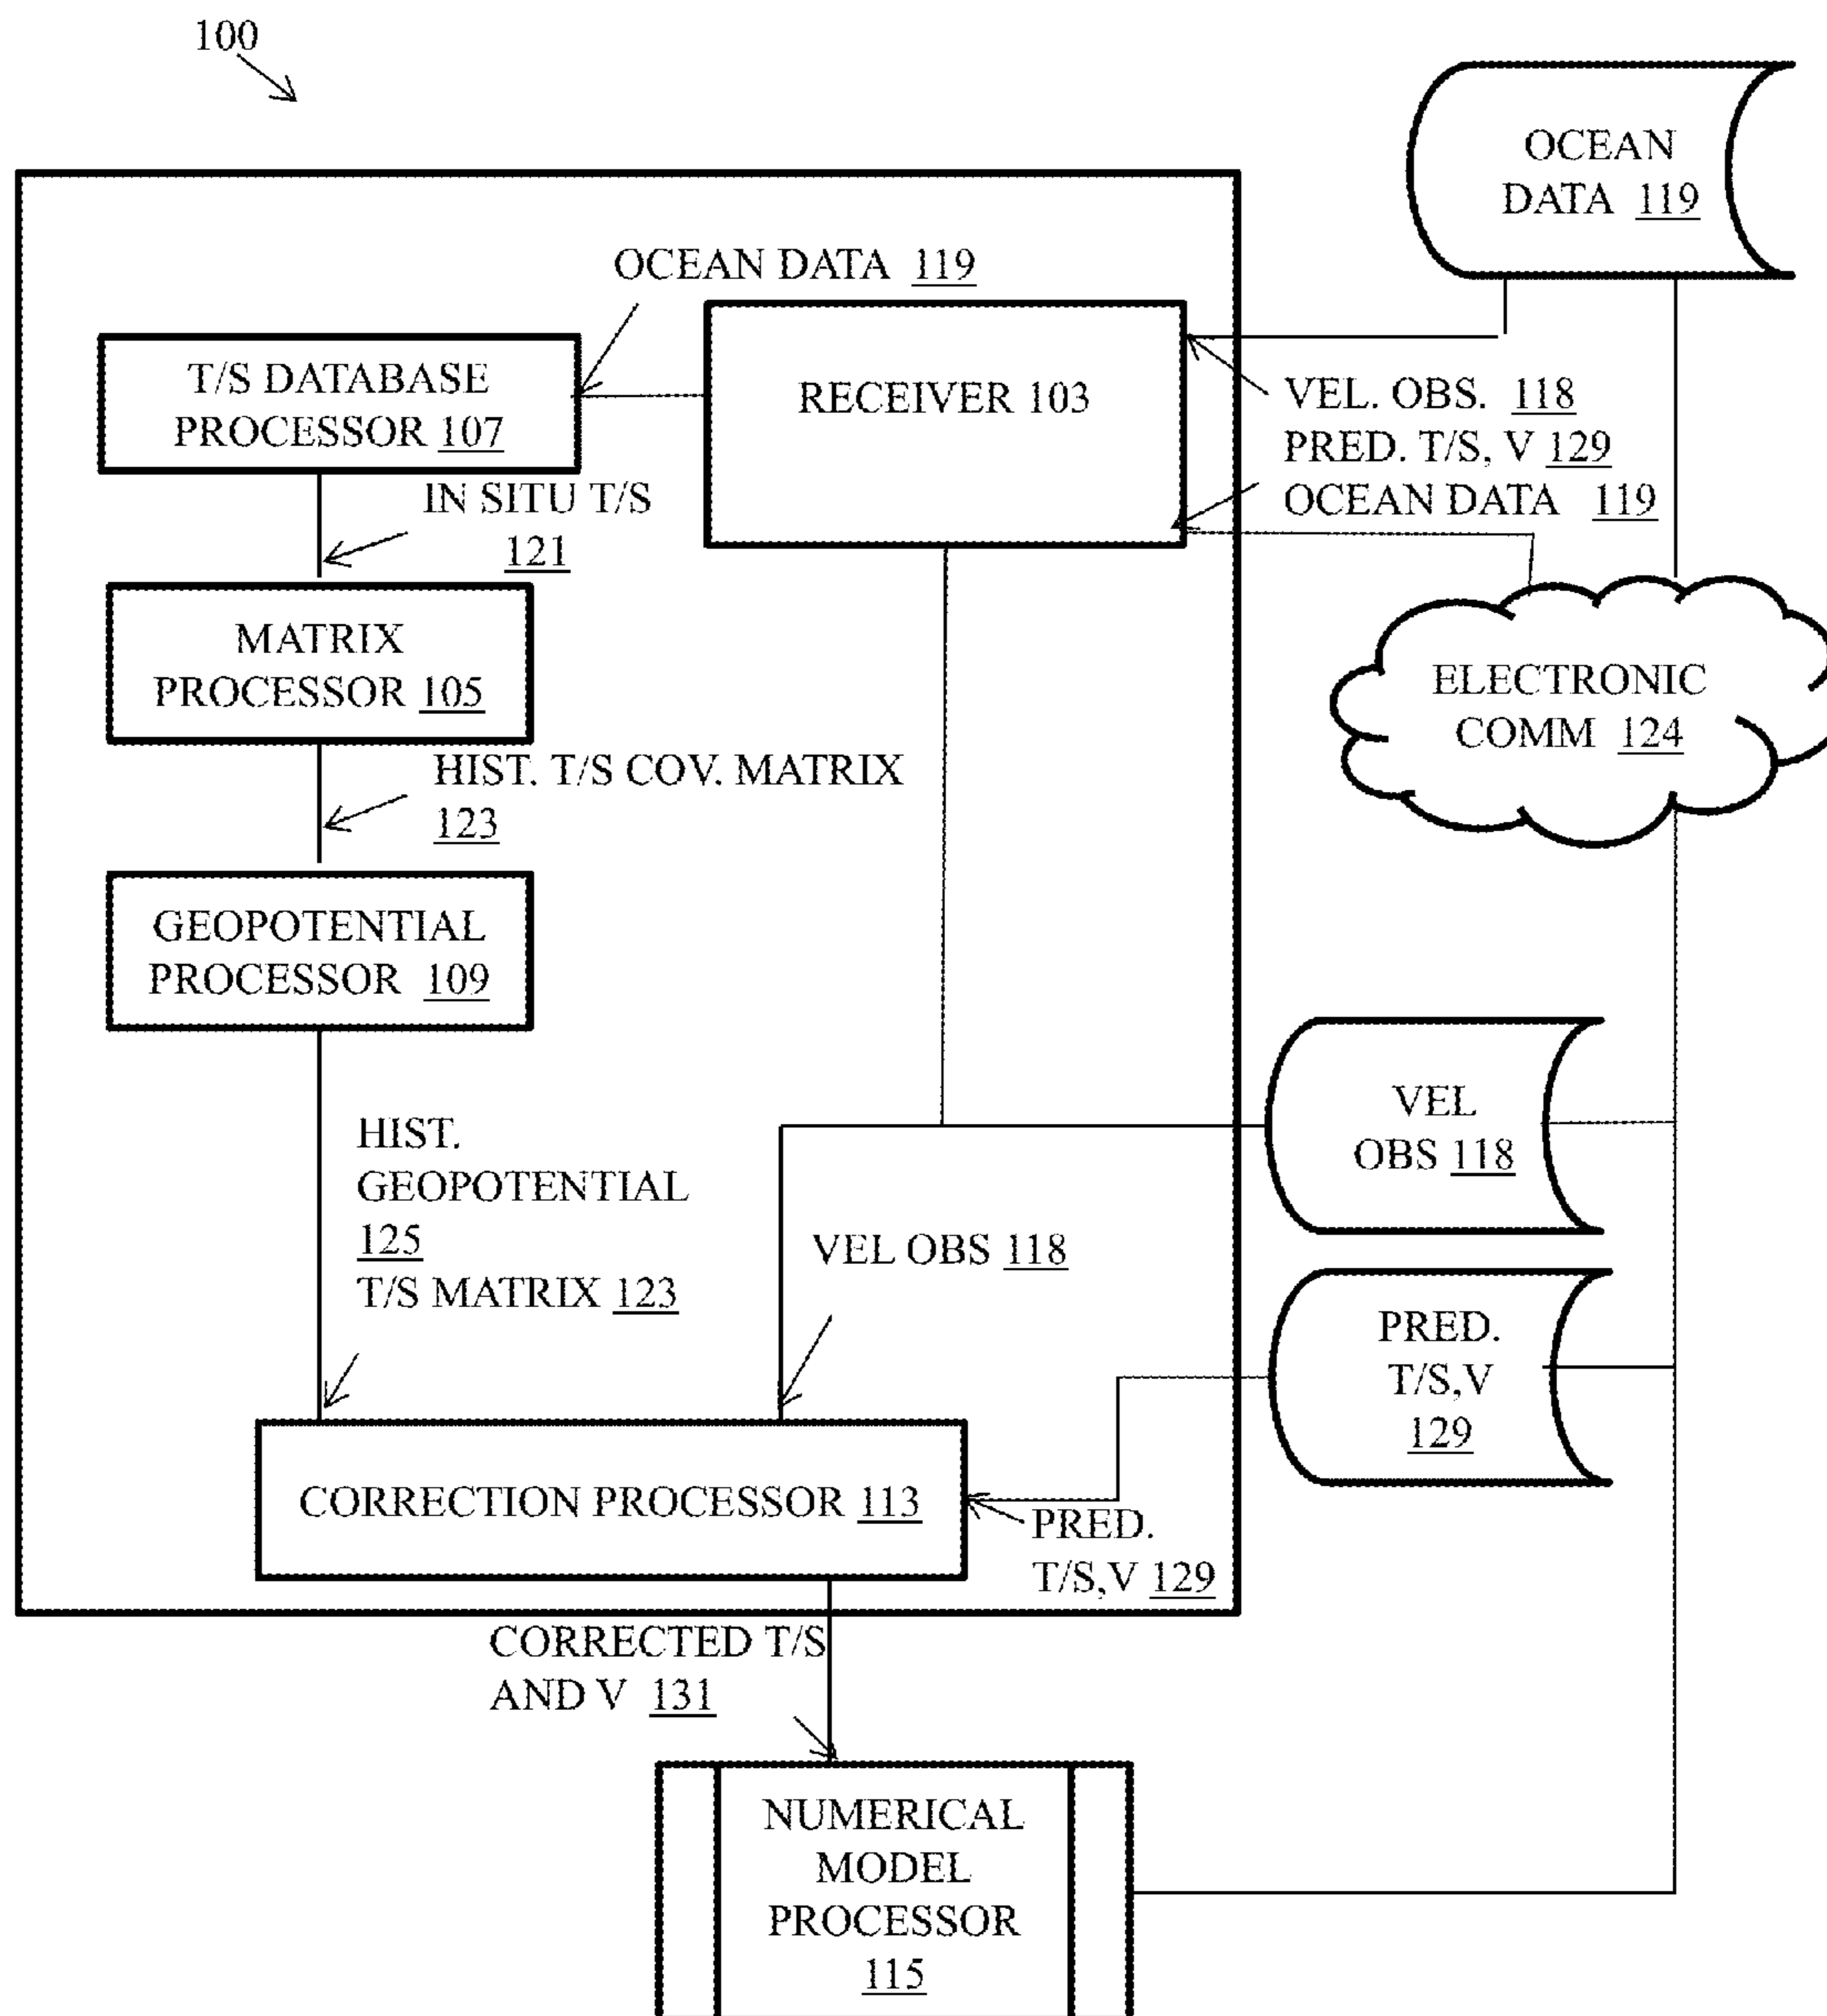 100
OCEAN
DATA 119
OCEAN DATA 119
T/S DATABASE
PROCESSOR 107
RECEIVER 103
VEL. OBS. 118
PRED. T/S, V 129
OCEAN DATA 119
IN SITU T/S
121
MATRIX
PROCESSOR 105
ELECTRONIC
COMM 124
HIST. T/S COV. MATRIX
123
GEOPOTENTIAL
PROCESSOR 109
VEL
OBS 118
HIST.
GEOPOTENTIAL
125
T/S MATRIX 123
VEL OBS 118
PRED.
T/S,V
129
CORRECTION PROCESSOR 113
PRED.
T/S,V 129
CORRECTED T/S
AND V 131
NUMERICAL
MODEL
PROCESSOR
115